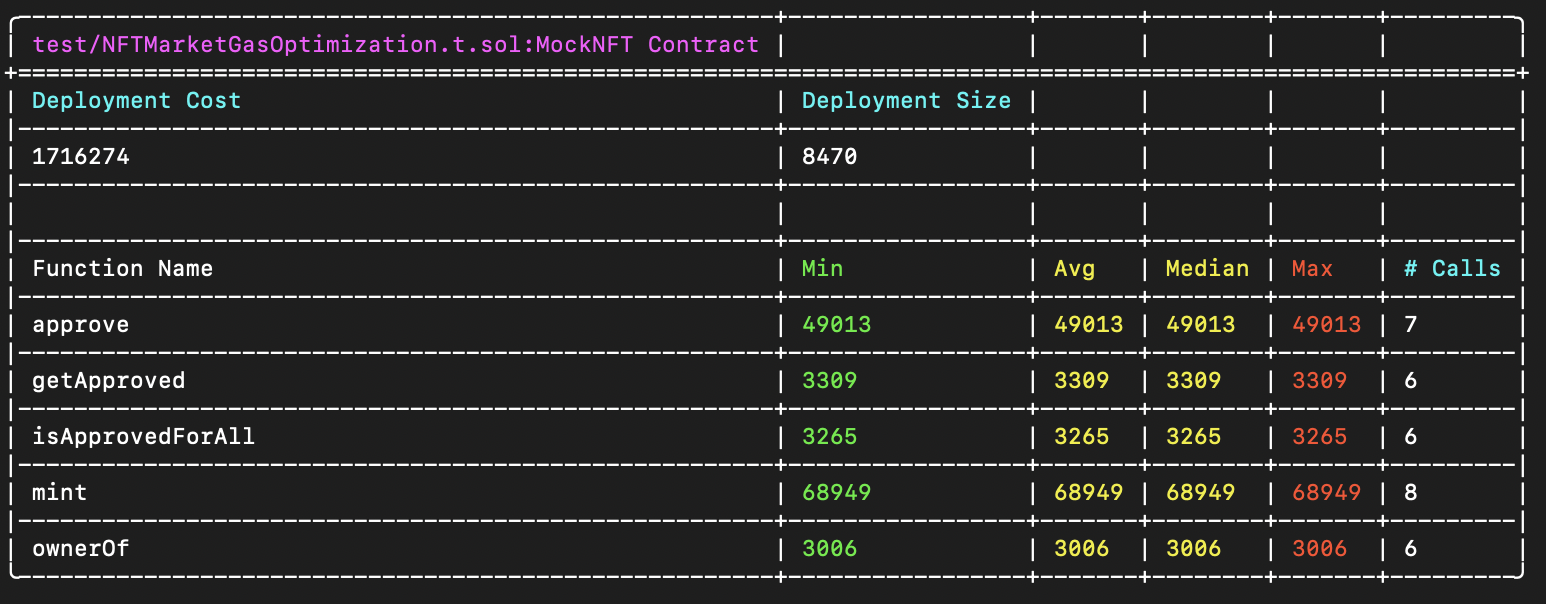 test/NFTMarketGasOptimization.t.sol:MockNFT Contract
Deployment Cost | Deployment Size
1716274 | 8470
Function Name | Min | Avg | Median | Max | # Calls
approve | 49013 | 49013 | 49013 | 49013 | 7
getApproved | 3309 | 3309 | 3309 | 3309 | 6
isApprovedForAll | 3265 | 3265 | 3265 | 3265 | 6
mint | 68949 | 68949 | 68949 | 68949 | 8
ownerOf | 3006 | 3006 | 3006 | 3006 | 6